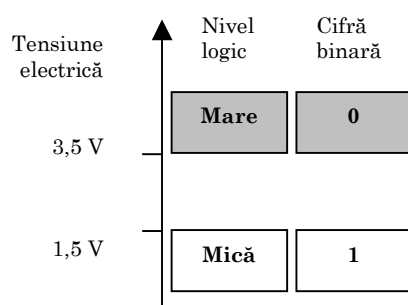 Tensiune
electrică
Nivel
logic
Cifră
binară
Mare
0
3,5 V
1,5 V
Mică
1